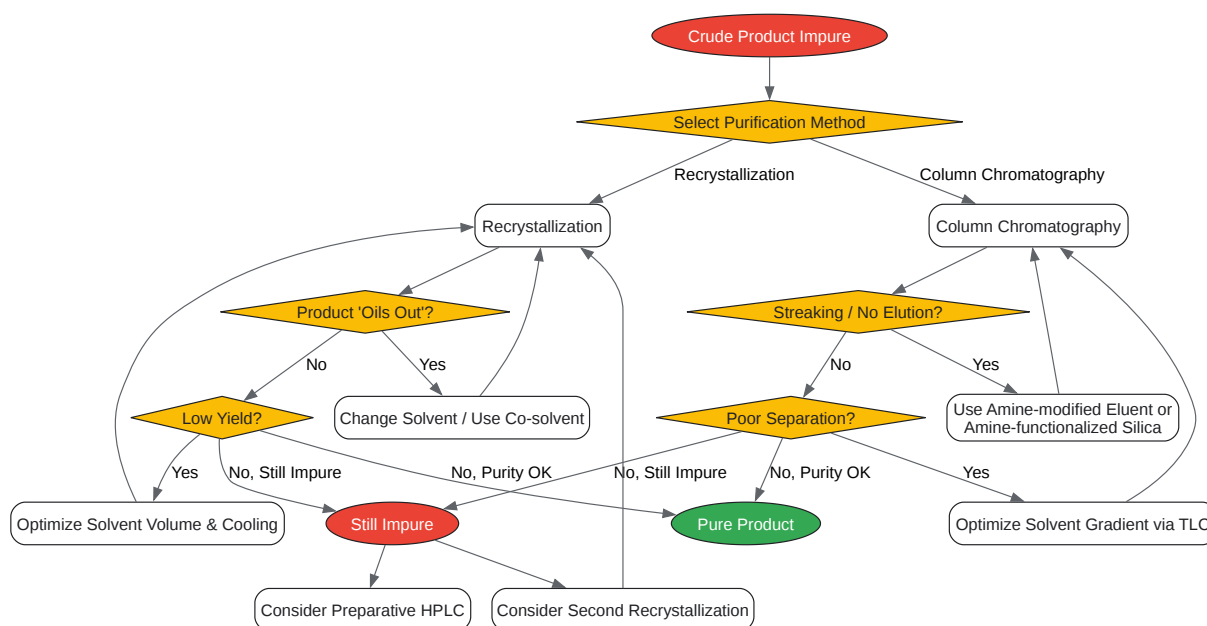 Crude Product Impure
Select Purification Method
Recrystallization
Column Chromatography
Recrystallization
Column Chromatography
Product 'Oils Out'?
Streaking / No Elution?
No
Yes
No
Yes
Low Yield?
Change Solvent / Use Co-solvent
Poor Separation?
Use Amine-modified Eluent or
Amine-functionalized Silica
Yes
No, Still Impure
No, Purity OK
No, Still Impure
No, Purity OK
Yes
Optimize Solvent Volume & Cooling
Still Impure
Pure Product
Optimize Solvent Gradient via TLC
Consider Preparative HPLC
Consider Second Recrystallization